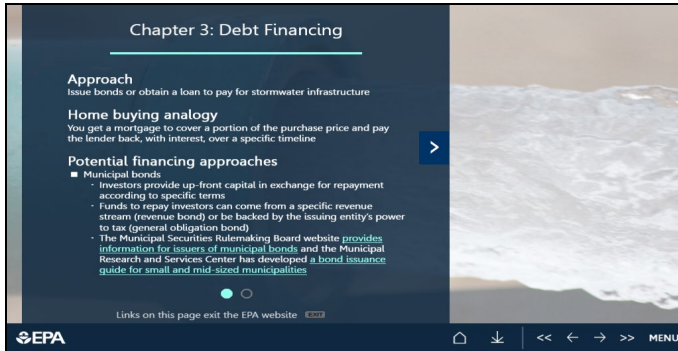 Chapter 3: Debt Financing
Approach
Issue bonds or obtain a loan to pay for stormwater infrastructure
Home buying analogy
You get a mortgage to cover a portion of the purchase price and pay
the lender back, with interest, over a specific timeline
Potential financing approaches
■ Municipal bonds
· Investors provide up-front capital in exchange for repayment
according to specific terms
· Funds to repay investors can come from a specific revenue
stream (revenue bond) or be backed by the issuing entity's power
to tax (general obligation bond)
· The Municipal Securities Rulemaking Board website provides
information for issuers of municipal bonds and the Municipal
Research and Services Center has developed a bond issuance
guide for small and mid-sized municipalities
Links on this page exit the EPA website EXIT
EPA
<< ← → >> MENU